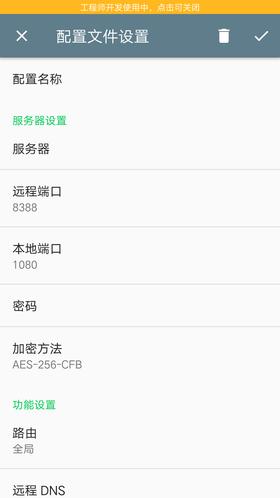 工程师开发使用中，点击可关闭
配置文件设置
配置名称
服务器设置
服务器
远程端口
8388
本地端口
1080
密码
加密方法
AES-256-CFB
功能设置
路由
全局
远程 DNS